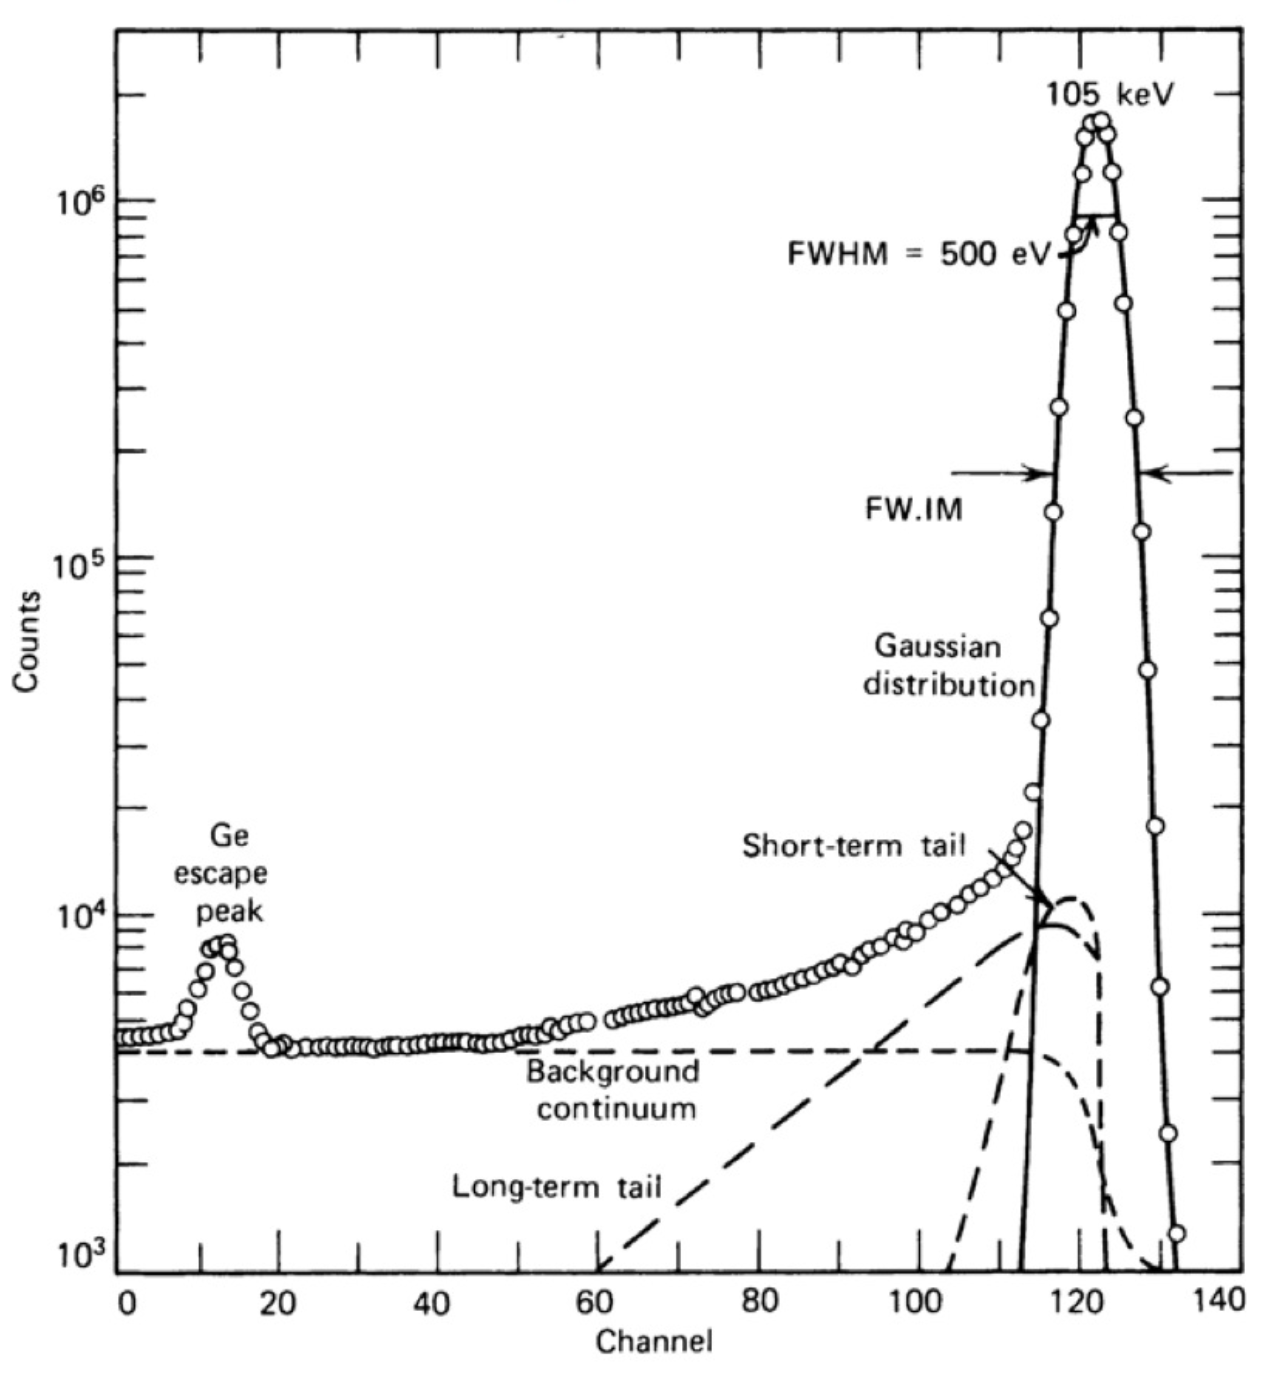 105 keV
10⁶
FWHM = 500 eV
FW.IM
10⁵
Counts
Gaussian
distribution
Short-term tail
Ge
escape
peak
10⁴
Background
continuum
Long-term tail
10³
0 20 40 60 80 100 120 140
Channel